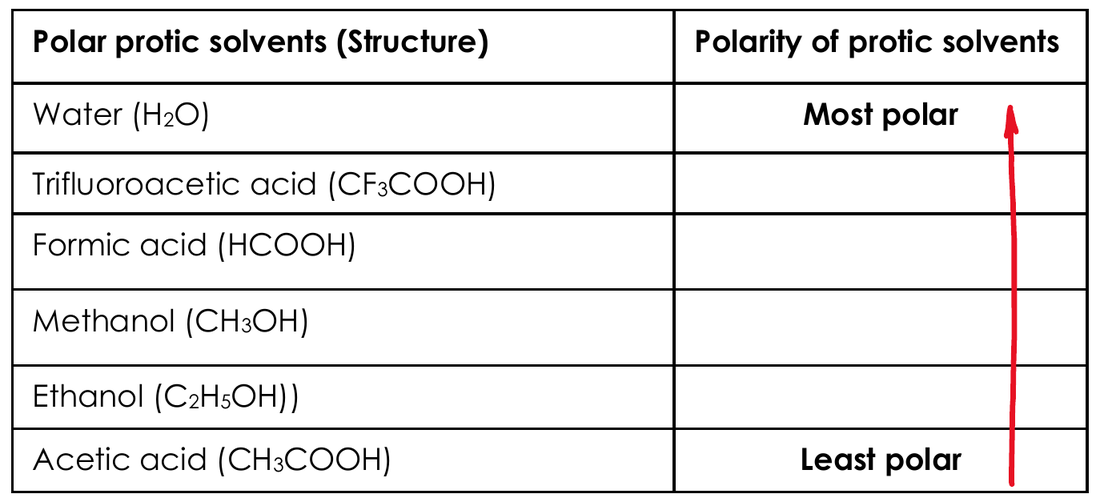 Polar protic solvents (Structure) Polarity of protic solvents
Water (H₂O) Most polar
Trifluoroacetic acid (CF₃COOH)
Formic acid (HCOOH)
Methanol (CH₃OH)
Ethanol (C₂H₅OH))
Acetic acid (CH₃COOH) Least polar